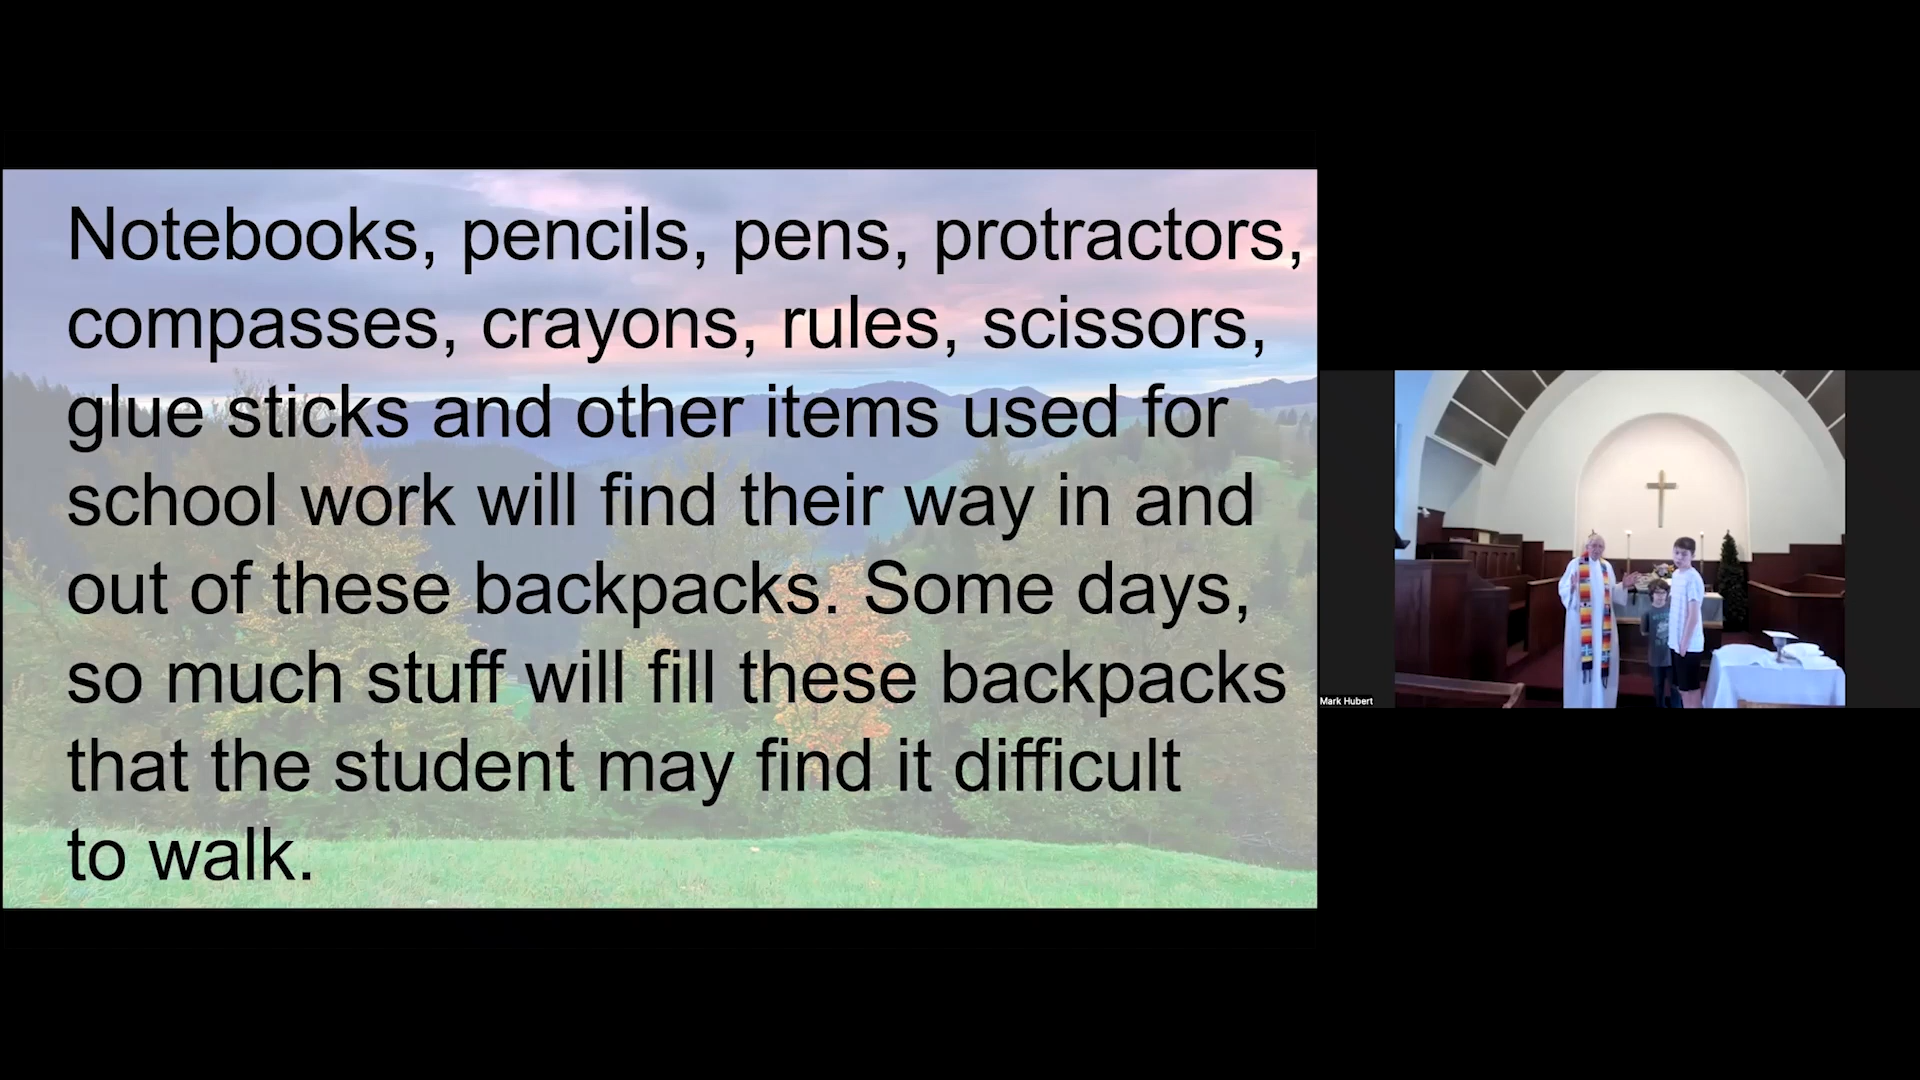 Notebooks, pencils, pens, protractors,
compasses, crayons, rules, scissors,
glue sticks and other items used for
school work will find their way in and
out of these backpacks. Some days,
so much stuff will fill these backpacks
that the student may find it difficult
to walk.
Mark Hubert